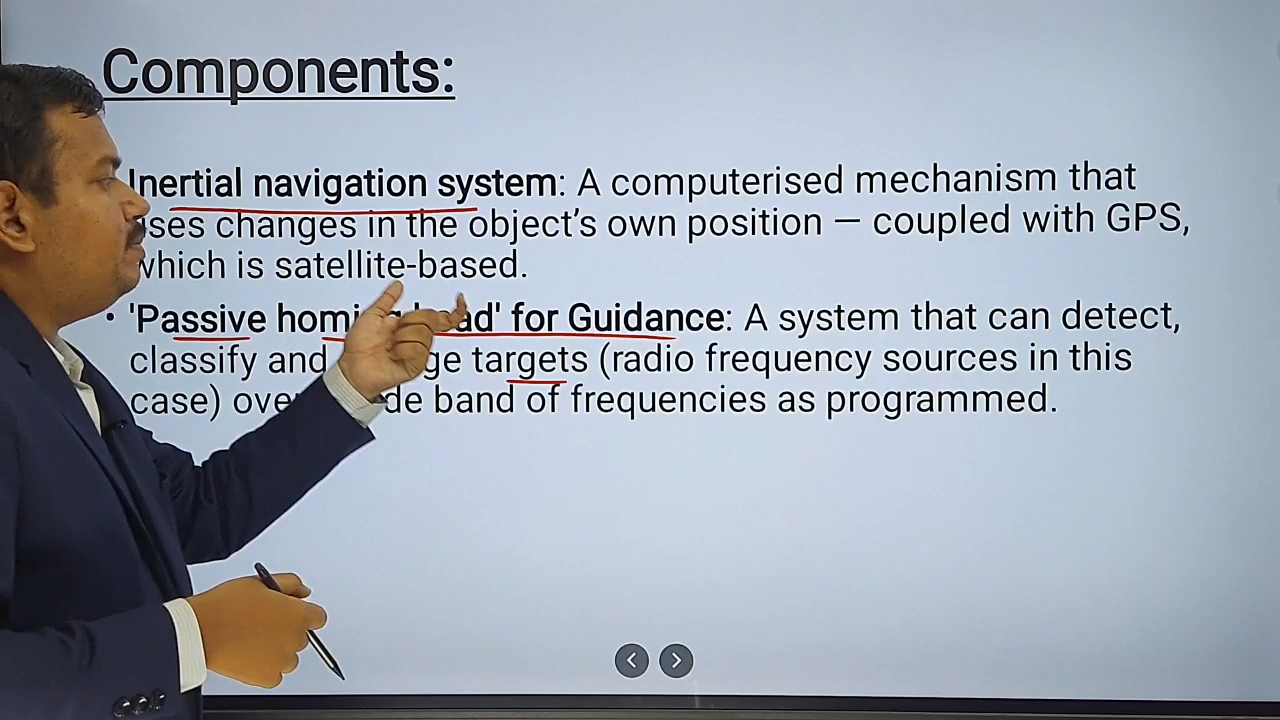 Components:
Inertial navigation system: A computerised mechanism that
uses changes in the object's own position — coupled with GPS,
which is satellite-based.
• 'Passive homing head' for Guidance: A system that can detect,
classify and targets (radio frequency sources in this
case) over band of frequencies as programmed.